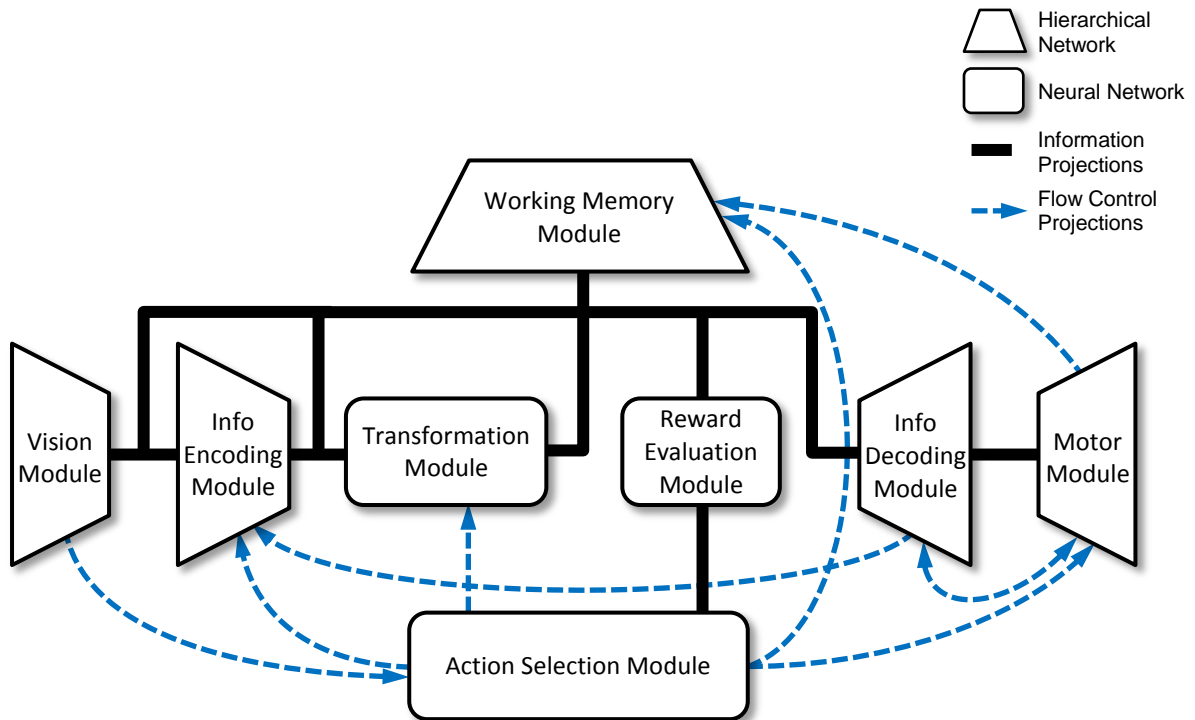 Hierarchical
Network
Neural Network
Information
Projections
Flow Control
Projections
Working Memory
Module
Vision
Module
Info
Encoding
Module
Transformation
Module
Reward
Evaluation
Module
Info
Decoding
Module
Motor
Module
Action Selection Module